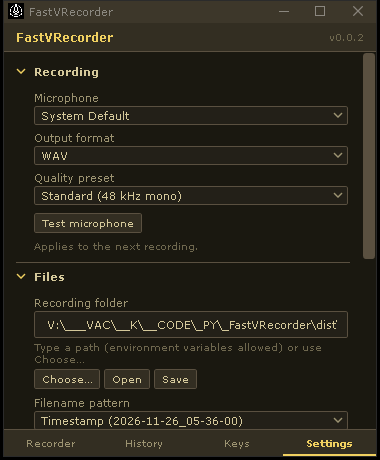 FastVRecorder
FastVRecorder v0.0.2
Recording
Microphone
System Default
Output format
WAV
Quality preset
Standard (48 kHz mono)
Test microphone
Applies to the next recording.
Files
Recording folder
V:\___VAC\__K\__CODE\_PY\_FastVRecorder\dist\
Type a path (environment variables allowed) or use
Choose...
Choose... Open Save
Filename pattern
Timestamp (2026-11-26_05-36-00)
Recorder History Keys Settings